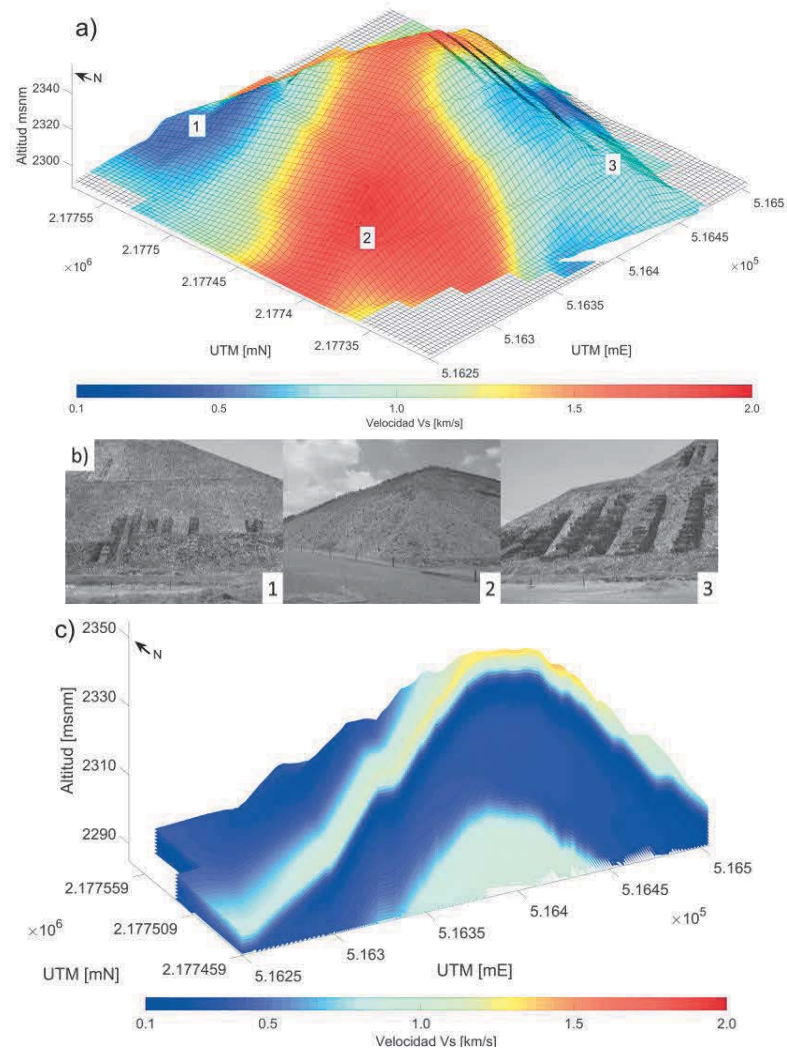 a)
N
Altitud msnm
2340
2320
2300
1
2
3
2.17755
2.1775
2.17745
2.1774
2.17735
×10⁶
UTM [mN]
5.165
5.1645
5.164
5.1635
5.163
5.1625
×10⁵
UTM [mE]
0.1 0.5 1.0 1.5 2.0
Velocidad Vs [km/s]
b)
1 2 3
c)
N
Altitud [msnm]
2350
2330
2310
2290
2.177559
2.177509
2.177459
×10⁶
UTM [mN]
5.1625
5.163
5.1635
5.164
5.1645
5.165
×10⁵
UTM [mE]
0.1 0.5 1.0 1.5 2.0
Velocidad Vs [km/s]